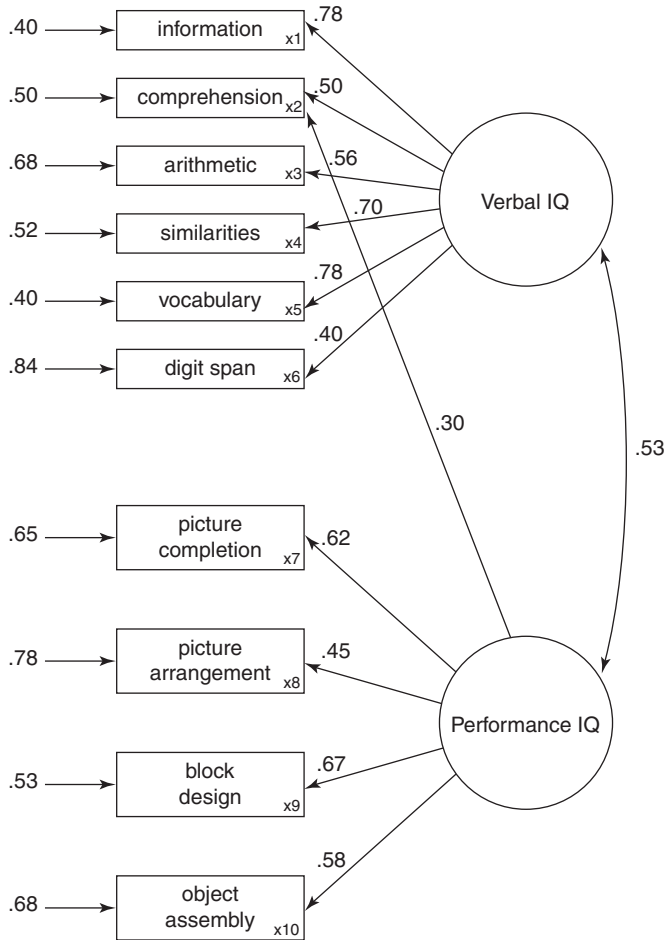 .40 information x1 .78
.50 comprehension x2 .50
.68 arithmetic x3 .56
.52 similarities x4 .70
.40 vocabulary x5 .78
.84 digit span x6 .40
Verbal IQ
.30
.53
.65 picture
completion x7 .62
.78 picture
arrangement x8 .45
Performance IQ
.53 block
design x9 .67
.68 object
assembly x10 .58